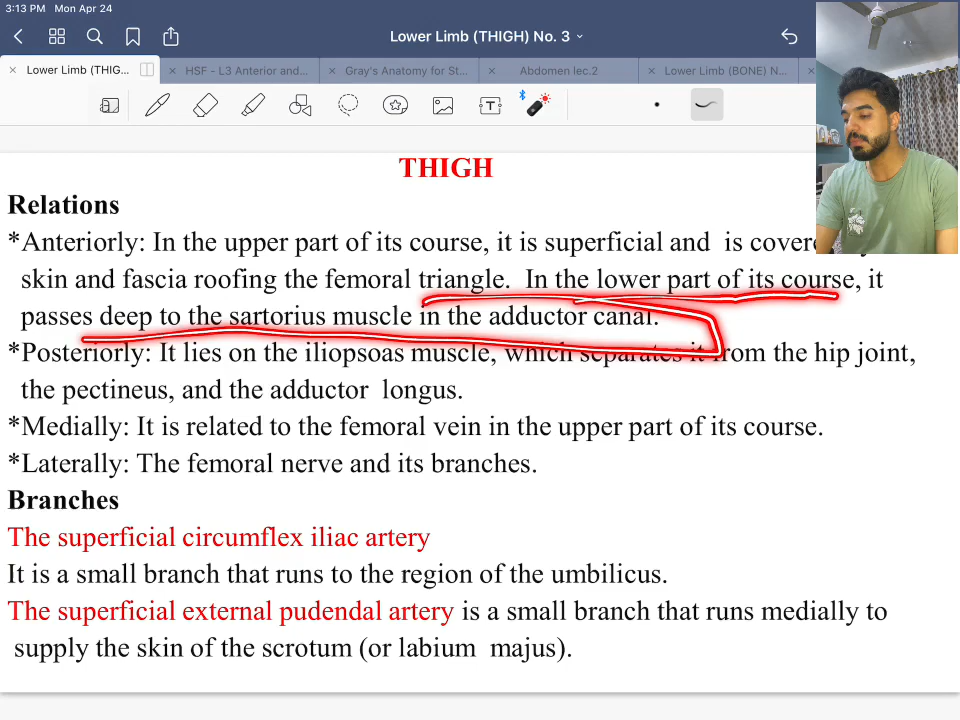 3:13 PM Mon Apr 24
Lower Limb (THIGH) No. 3
Lower Limb (THIG...
HSF - L3 Anterior and...
Gray's Anatomy for St...
Abdomen lec.2
Lower Limb (BONE) N...
THIGH
Relations
*Anteriorly: In the upper part of its course, it is superficial and is
skin and fascia roofing the femoral triangle. In the lower part of its course, it
passes deep to the sartorius muscle in the adductor canal.
*Posteriorly: It lies on the iliopsoas muscle, which separates it from the hip joint,
the pectineus, and the adductor longus.
*Medially: It is related to the femoral vein in the upper part of its course.
*Laterally: The femoral nerve and its branches.
Branches
The superficial circumflex iliac artery
It is a small branch that runs to the region of the umbilicus.
The superficial external pudendal artery is a small branch that runs medially to
supply the skin of the scrotum (or labium majus).